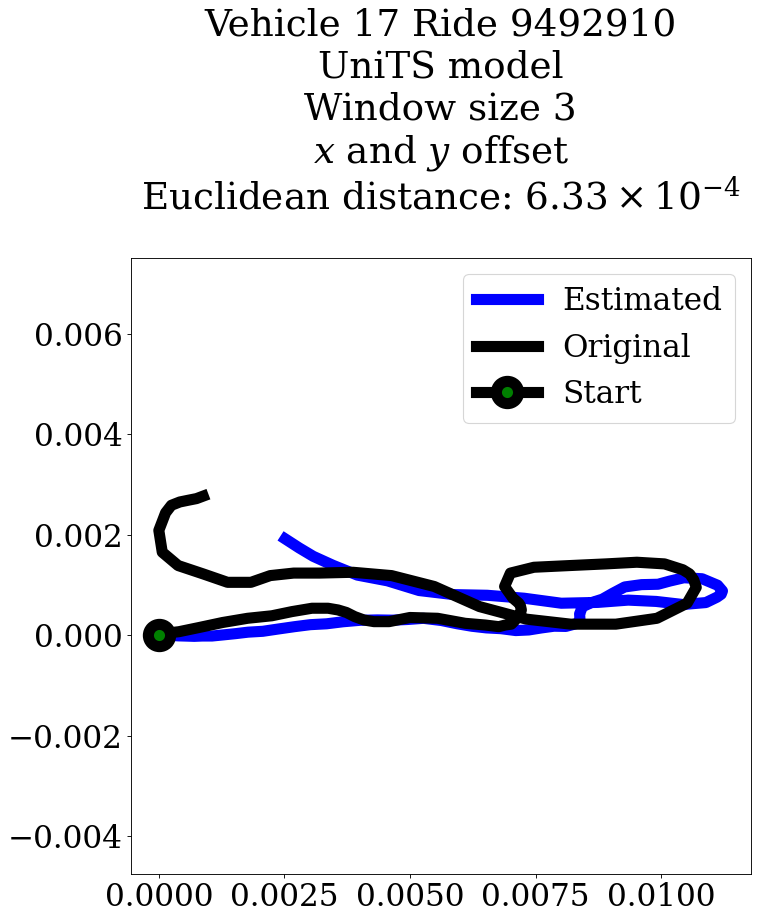 Vehicle 17 Ride 9492910
UniTS model
Window size 3
x and y offset
Euclidean distance: 6.33 × 10⁻⁴
Estimated
Original
Start
0.006
0.004
0.002
0.000
−0.002
−0.004
0.0000 0.0025 0.0050 0.0075 0.0100